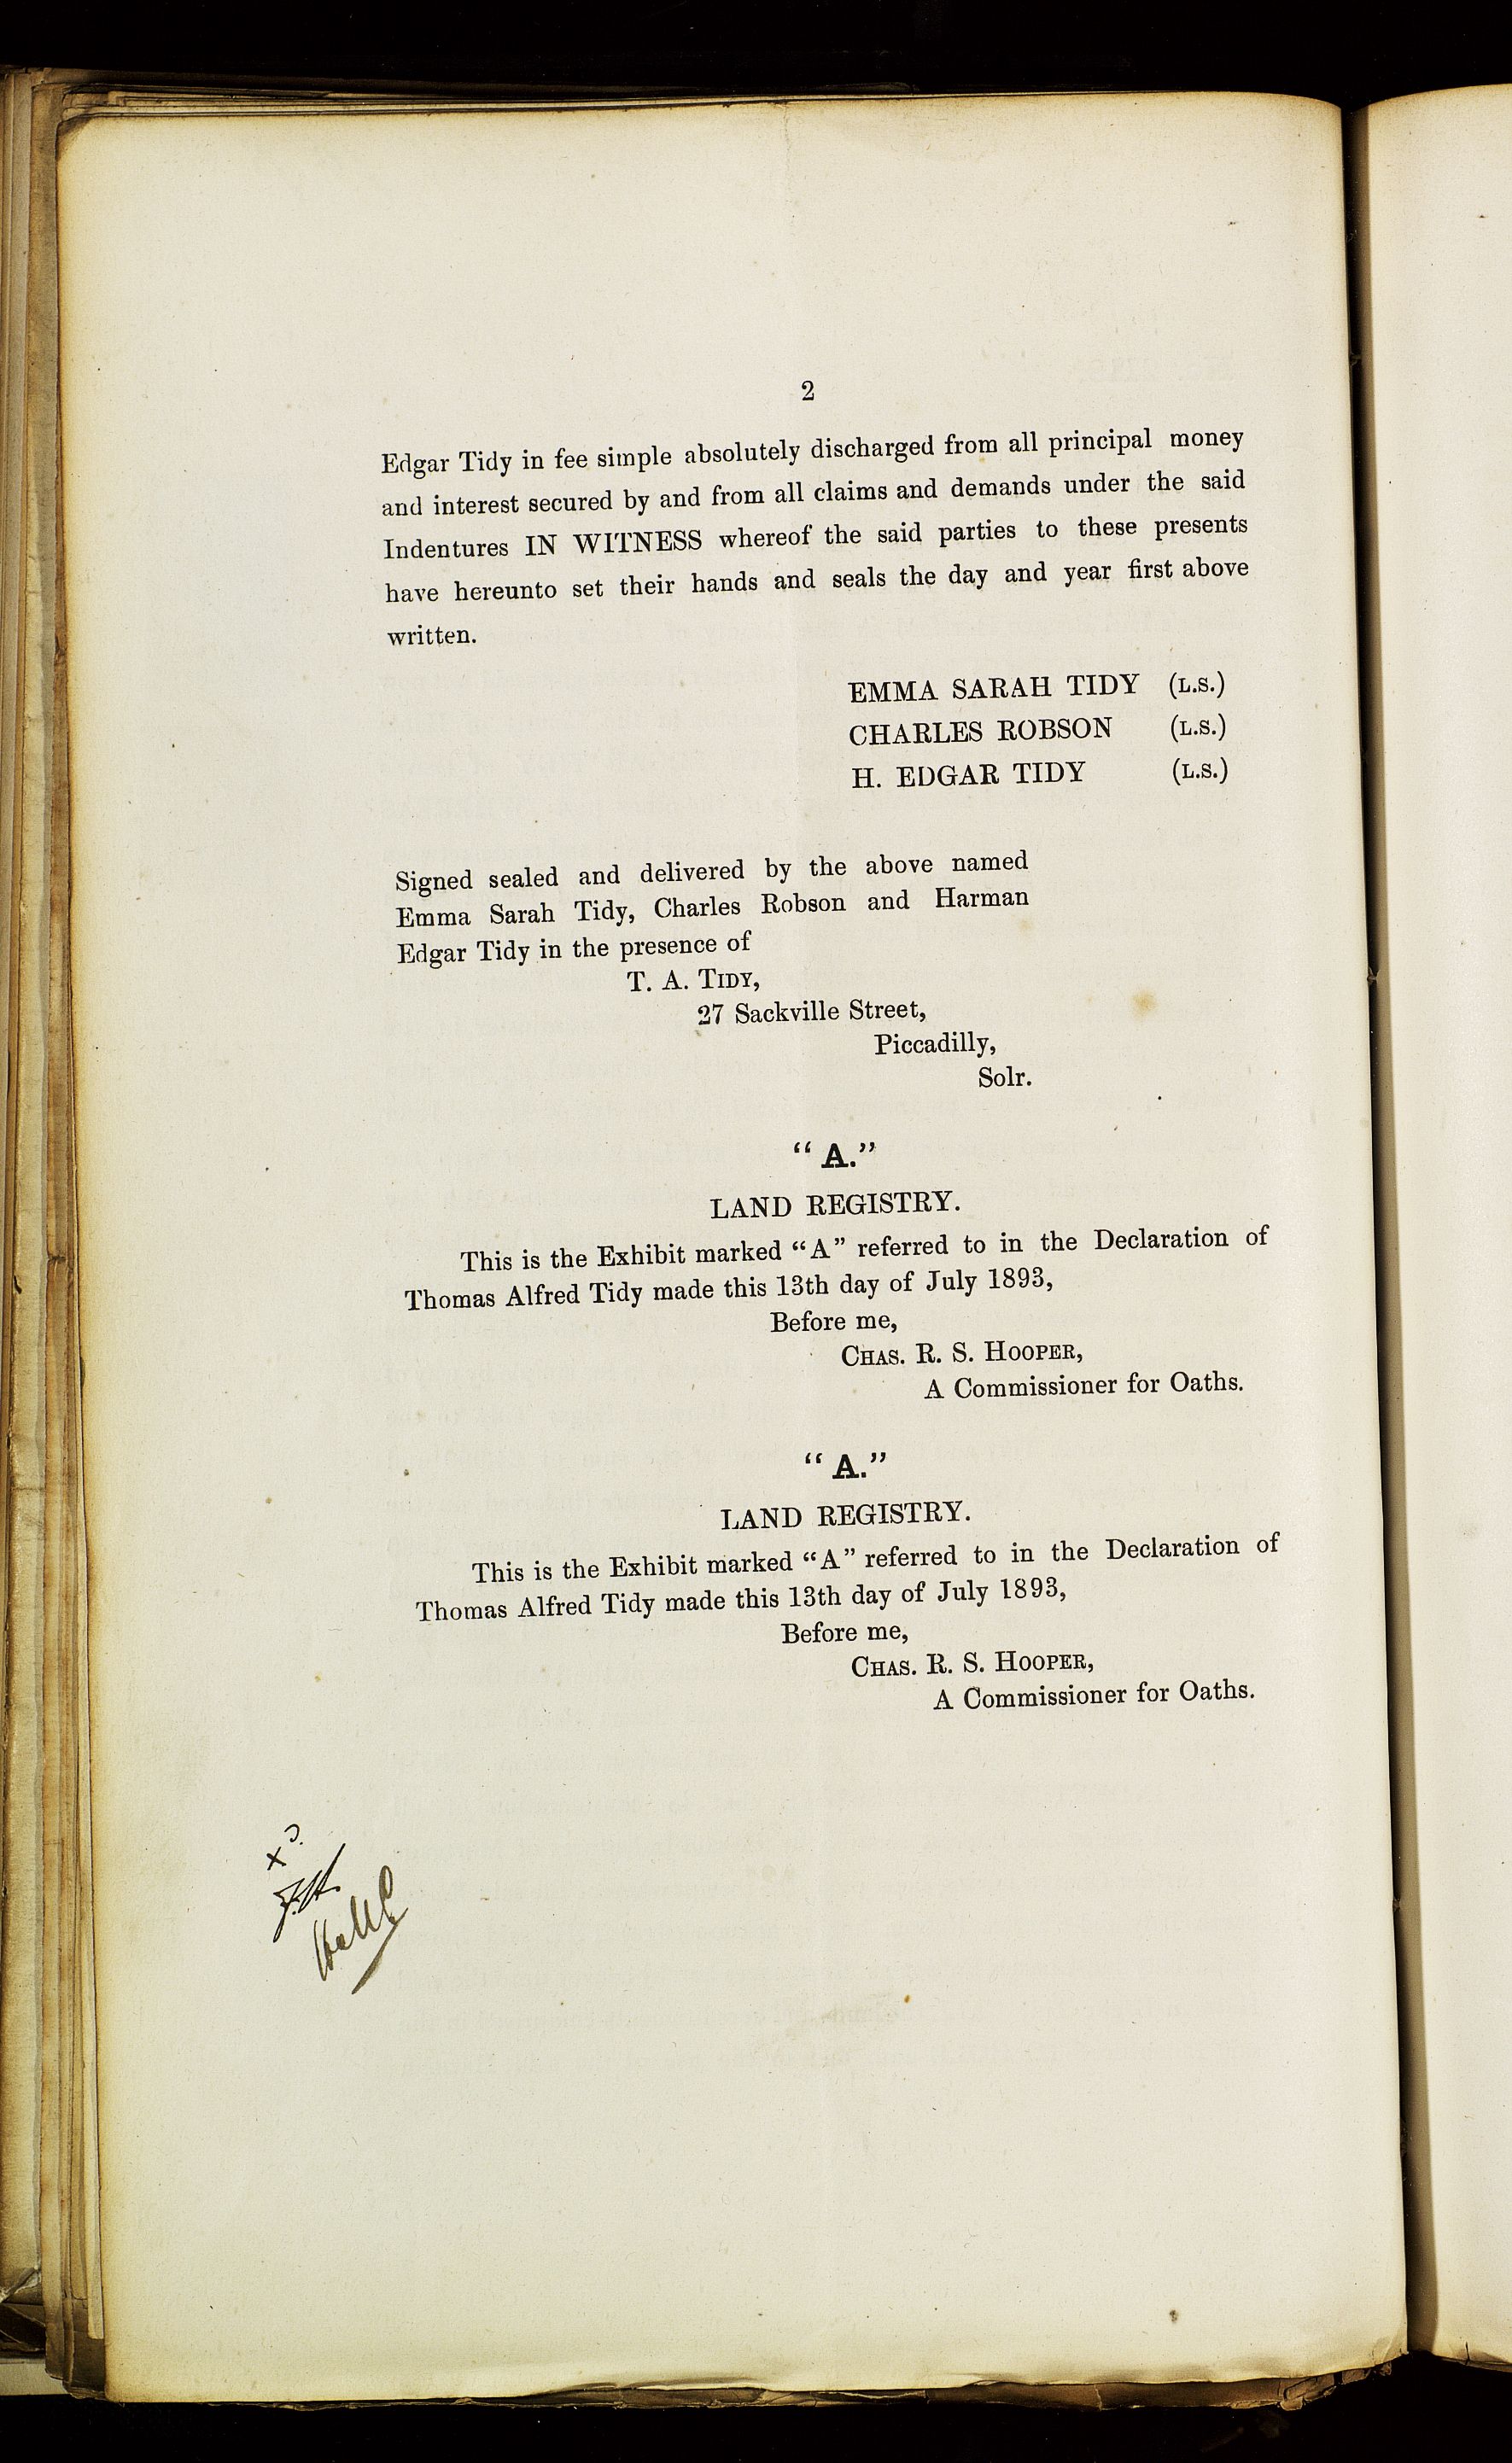 2
Edgar Tidy in fee simple absolutely discharged from all principal money
and interest secured by and from all claims and demands under the said
Indentures IN WITNESS whereof the said parties to these presents
have hereunto set their hands and seals the day and year first above
written.
EMMA SARAH TIDY (L.S.)
CHARLES ROBSON (L.S.)
H. EDGAR TIDY (L.S.)
Signed sealed and delivered by the above named
Emma Sarah Tidy, Charles Robson and Harman
Edgar Tidy in the presence of
T. A. TIDY,
27 Sackville Street,
Piccadilly,
Solr.
“A.”
LAND REGISTRY.
This is the Exhibit marked “A” referred to in the Declaration of
Thomas Alfred Tidy made this 13th day of July 1893,
Before me,
CHAS. R. S. HOOPER,
A Commissioner for Oaths.
“A.”
LAND REGISTRY.
This is the Exhibit marked “A” referred to in the Declaration of
Thomas Alfred Tidy made this 13th day of July 1893,
Before me,
CHAS. R. S. HOOPER,
A Commissioner for Oaths.